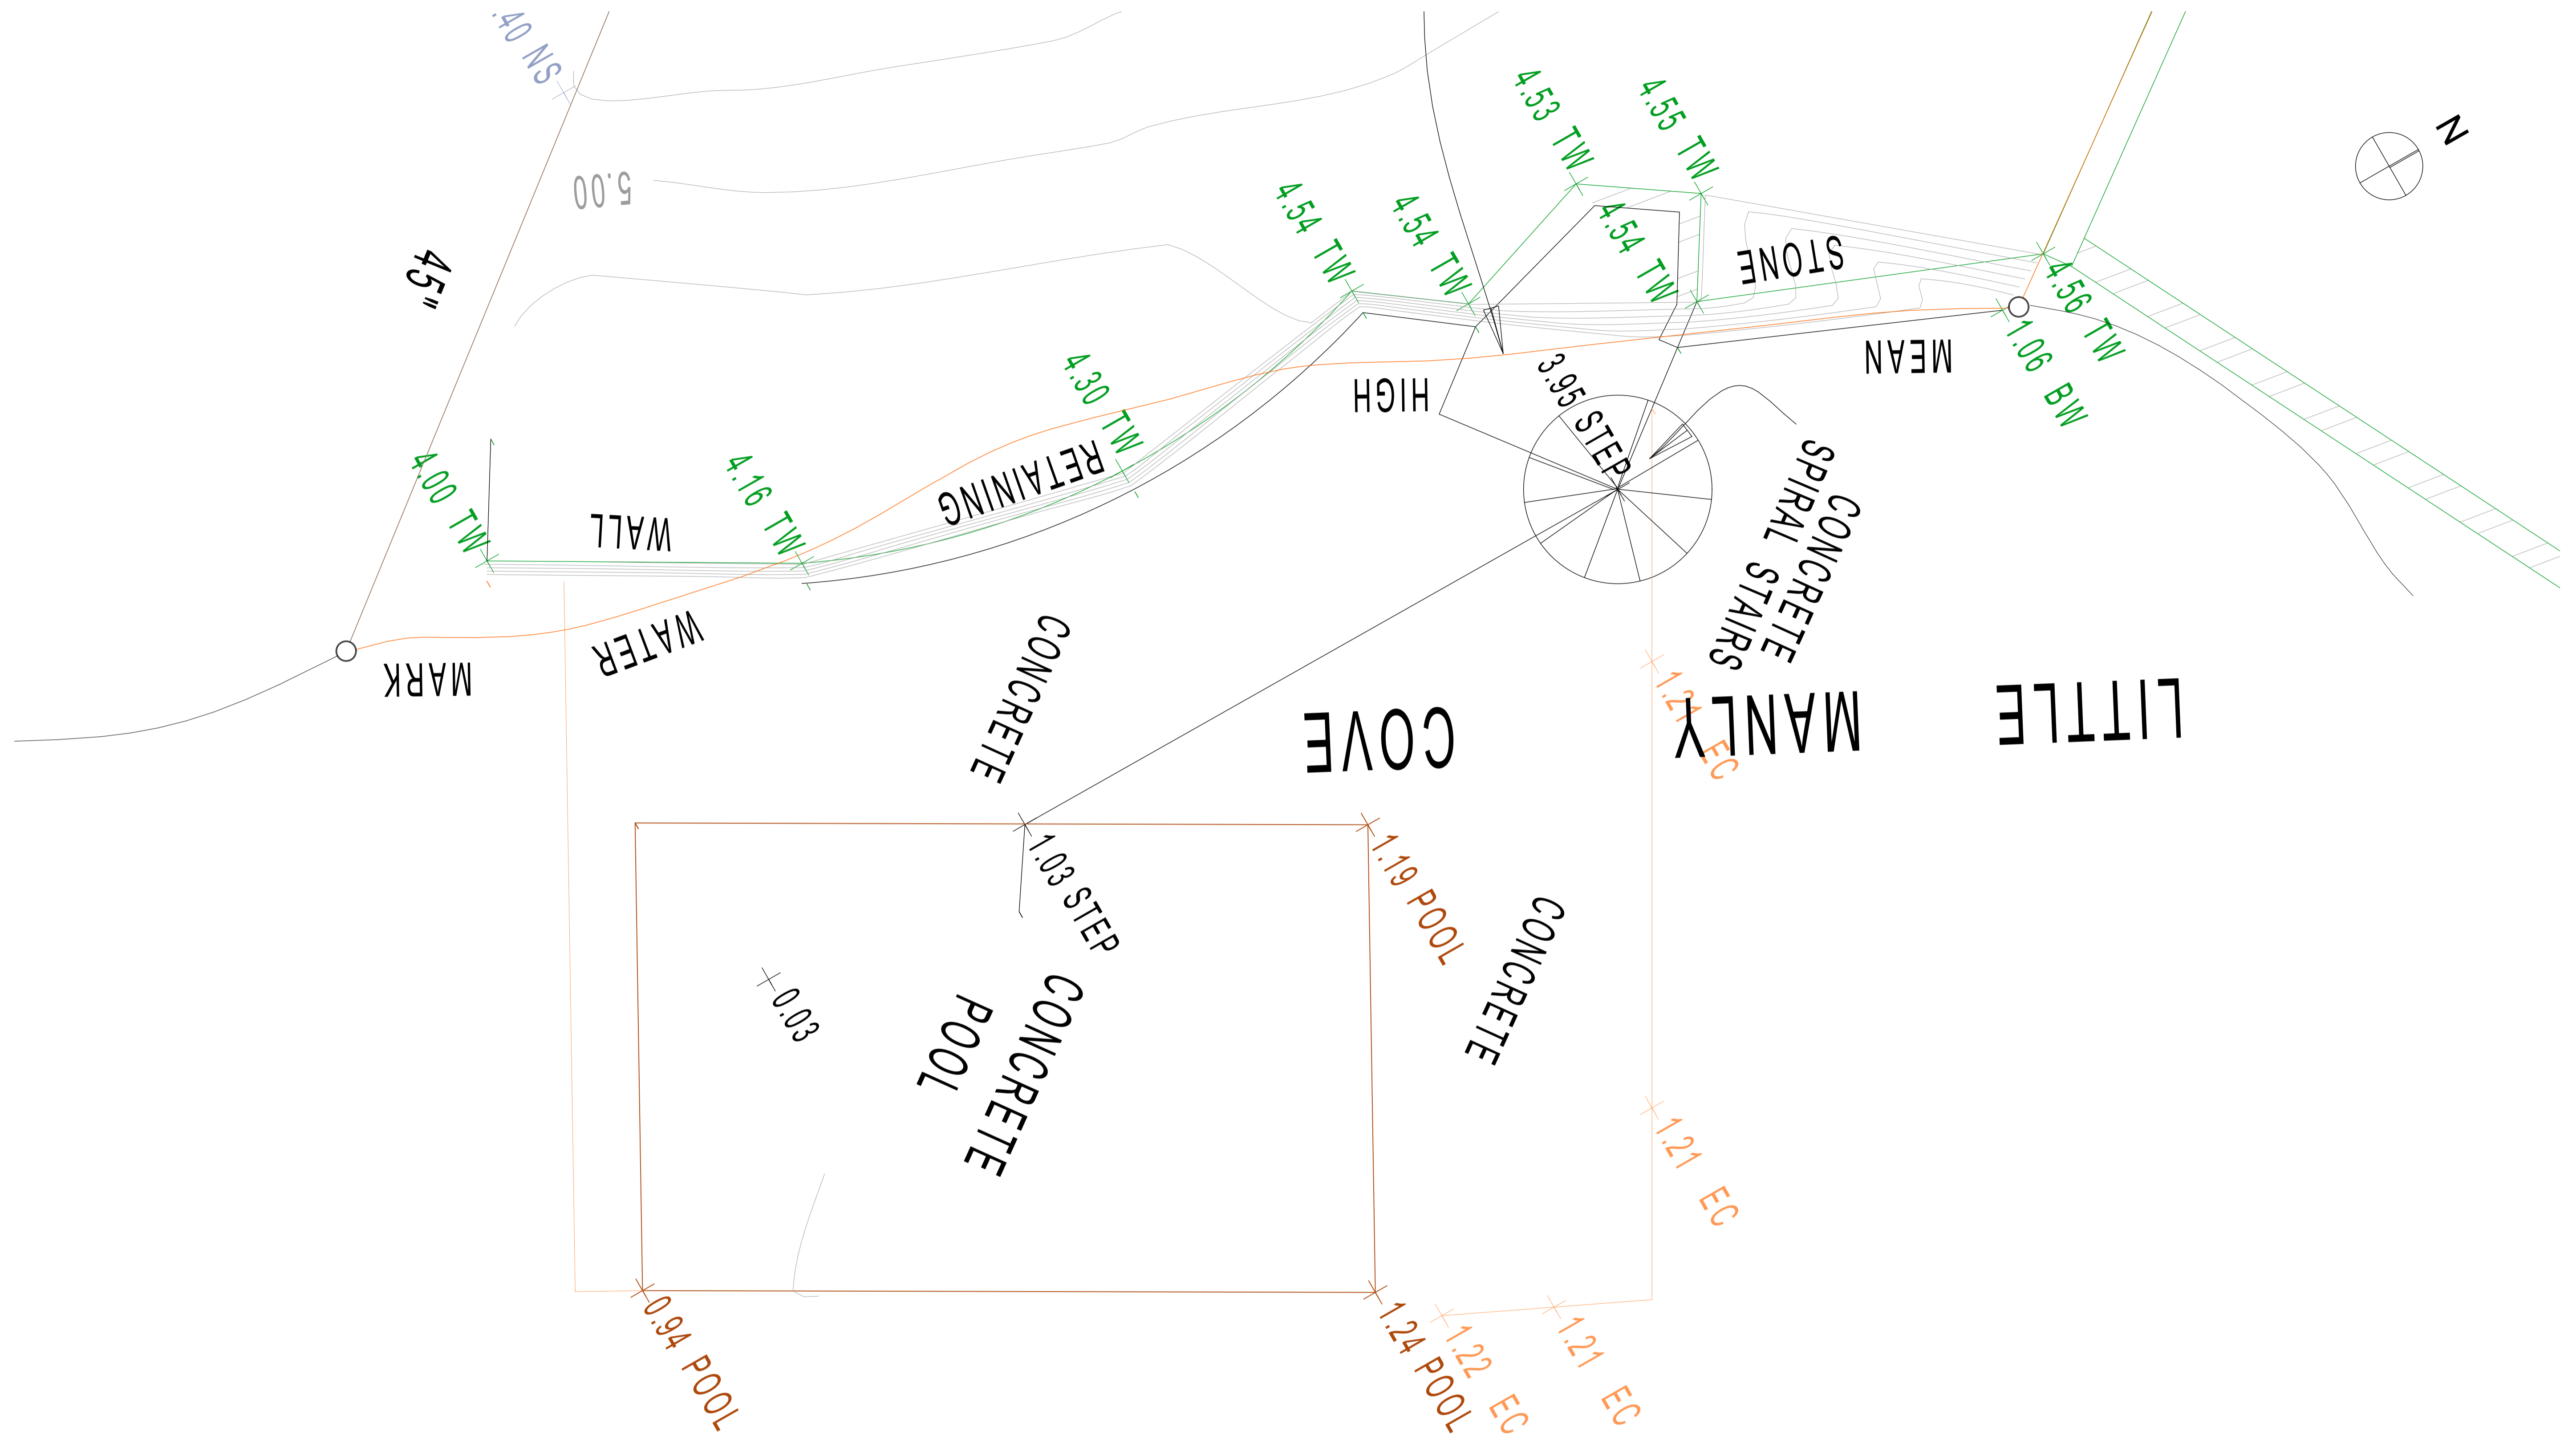 .40 NS
N
4.53 TW
4.55 TW
5.00
4.54 TW
4.54 TW
4.54 TW
STONE
45"
4.56 TW
1.06 BW
MEAN
HIGH
3.95 STEP
4.30 TW
RETAINING
4.00 TW
4.16 TW
WALL
WATER
MARK
CONCRETE
SPIRAL STAIRS
CONCRETE
LITTLE MANLY COVE
1.21 EC
1.03 STEP
1.19 POOL
0.03
CONCRETE
POOL
CONCRETE
1.21 EC
0.94 POOL
1.24 POOL
1.22 EC
1.21 EC